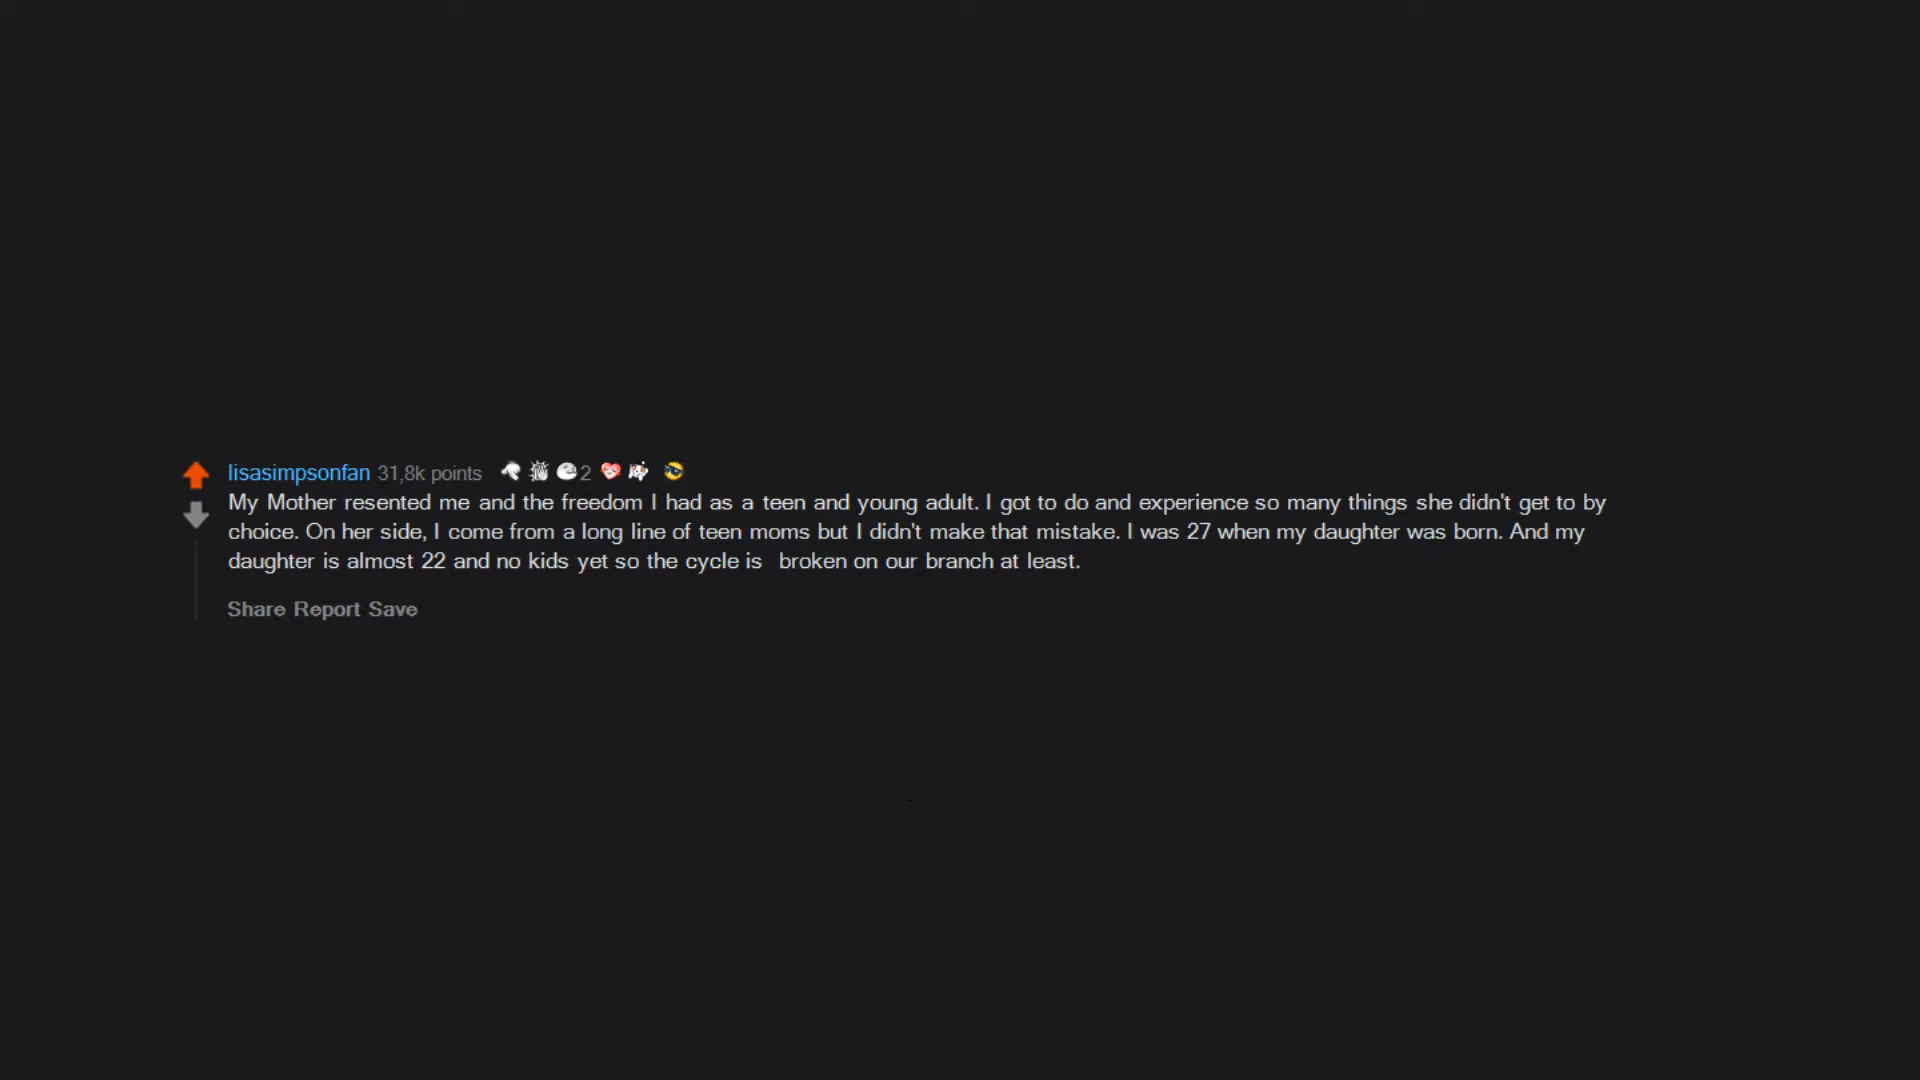 lisasimpsonfan 31,8k points 2
My Mother resented me and the freedom I had as a teen and young adult. I got to do and experience so many things she didn't get to by
choice. On her side, I come from a long line of teen moms but I didn't make that mistake. I was 27 when my daughter was born. And my
daughter is almost 22 and no kids yet so the cycle is  broken on our branch at least.
Share Report Save